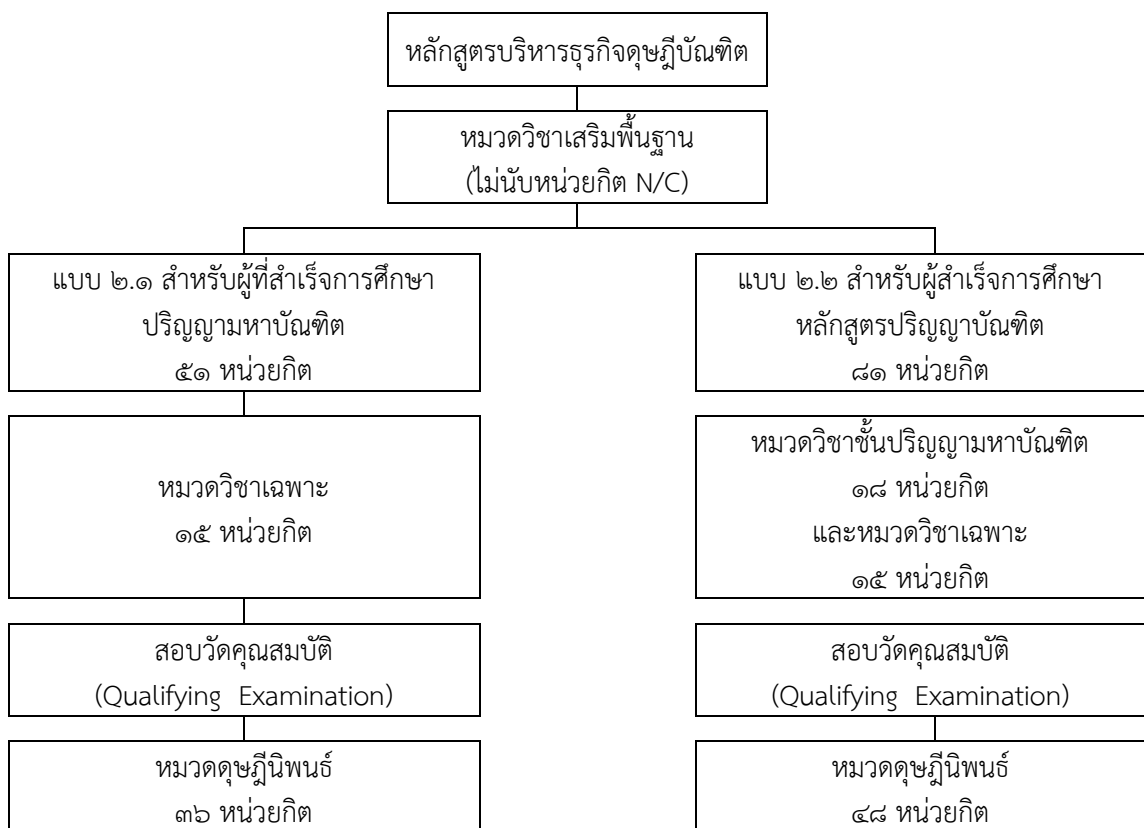 หลักสูตรบริหารธุรกิจดุษฎีบัณฑิต
หมวดวิชาเสริมพื้นฐาน
(ไม่นับหน่วยกิต N/C)
แบบ ๒.๑ สำหรับผู้ที่สำเร็จการศึกษา
ปริญญามหาบัณฑิต
๕๑ หน่วยกิต
หมวดวิชาเฉพาะ
๑๕ หน่วยกิต
สอบวัดคุณสมบัติ
(Qualifying Examination)
หมวดดุษฎีนิพนธ์
๓๖ หน่วยกิต
แบบ ๒.๒ สำหรับผู้สำเร็จการศึกษา
หลักสูตรปริญญาบัณฑิต
๘๑ หน่วยกิต
หมวดวิชาชั้นปริญญามหาบัณฑิต
๑๘ หน่วยกิต
และหมวดวิชาเฉพาะ
๑๕ หน่วยกิต
สอบวัดคุณสมบัติ
(Qualifying Examination)
หมวดดุษฎีนิพนธ์
๔๘ หน่วยกิต